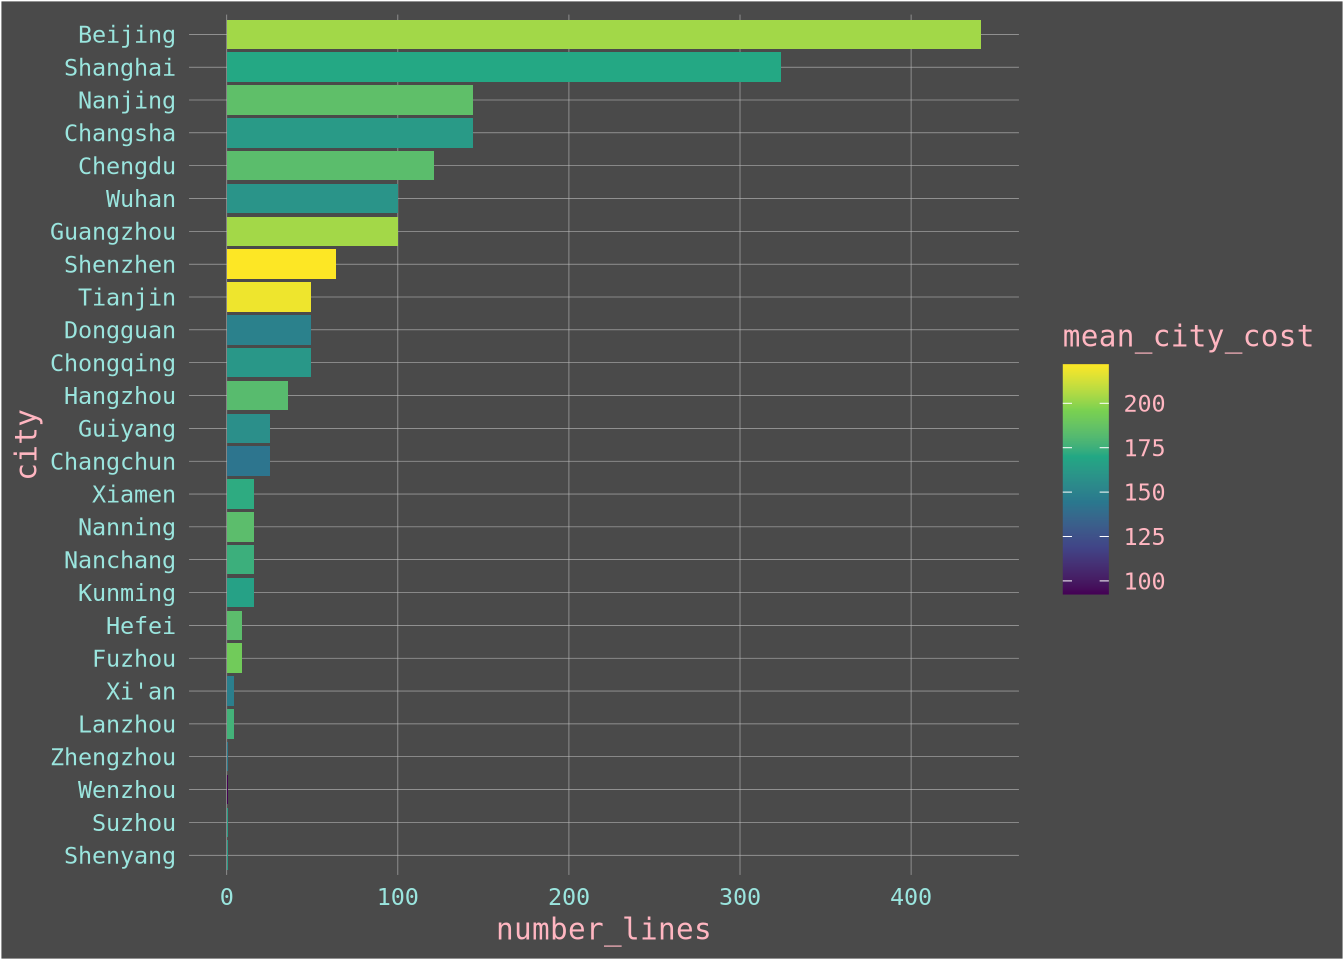 Beijing
Shanghai
Nanjing
Changsha
Chengdu
Wuhan
Guangzhou
Shenzhen
Tianjin
Dongguan
Chongqing
Hangzhou
Guiyang
Changchun
Xiamen
Nanning
Nanchang
Kunming
Hefei
Fuzhou
Xi'an
Lanzhou
Zhengzhou
Wenzhou
Suzhou
Shenyang
city
0 100 200 300 400
number_lines
mean_city_cost
200
175
150
125
100